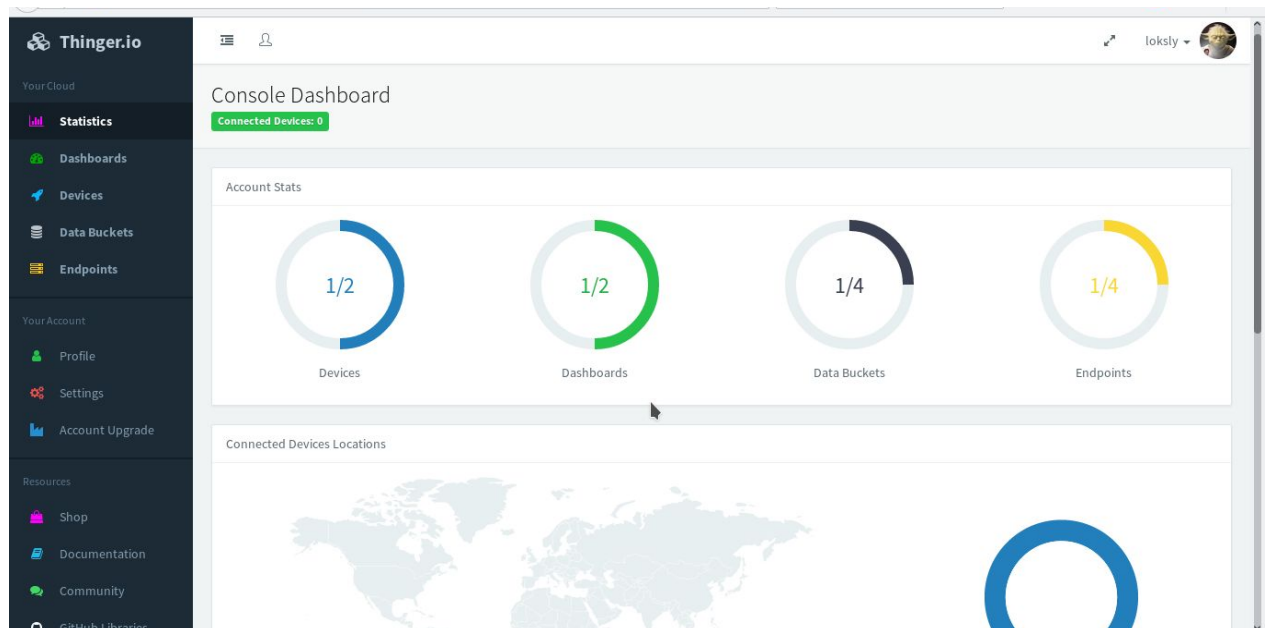 Thinger.io
loksly
Your Cloud
Statistics
Dashboards
Devices
Data Buckets
Endpoints
Your Account
Profile
Settings
Account Upgrade
Resources
Shop
Documentation
Community
GitHub Libraries
Console Dashboard
Connected Devices: 0
Account Stats
1/2
1/2
1/4
1/4
Devices
Dashboards
Data Buckets
Endpoints
Connected Devices Locations